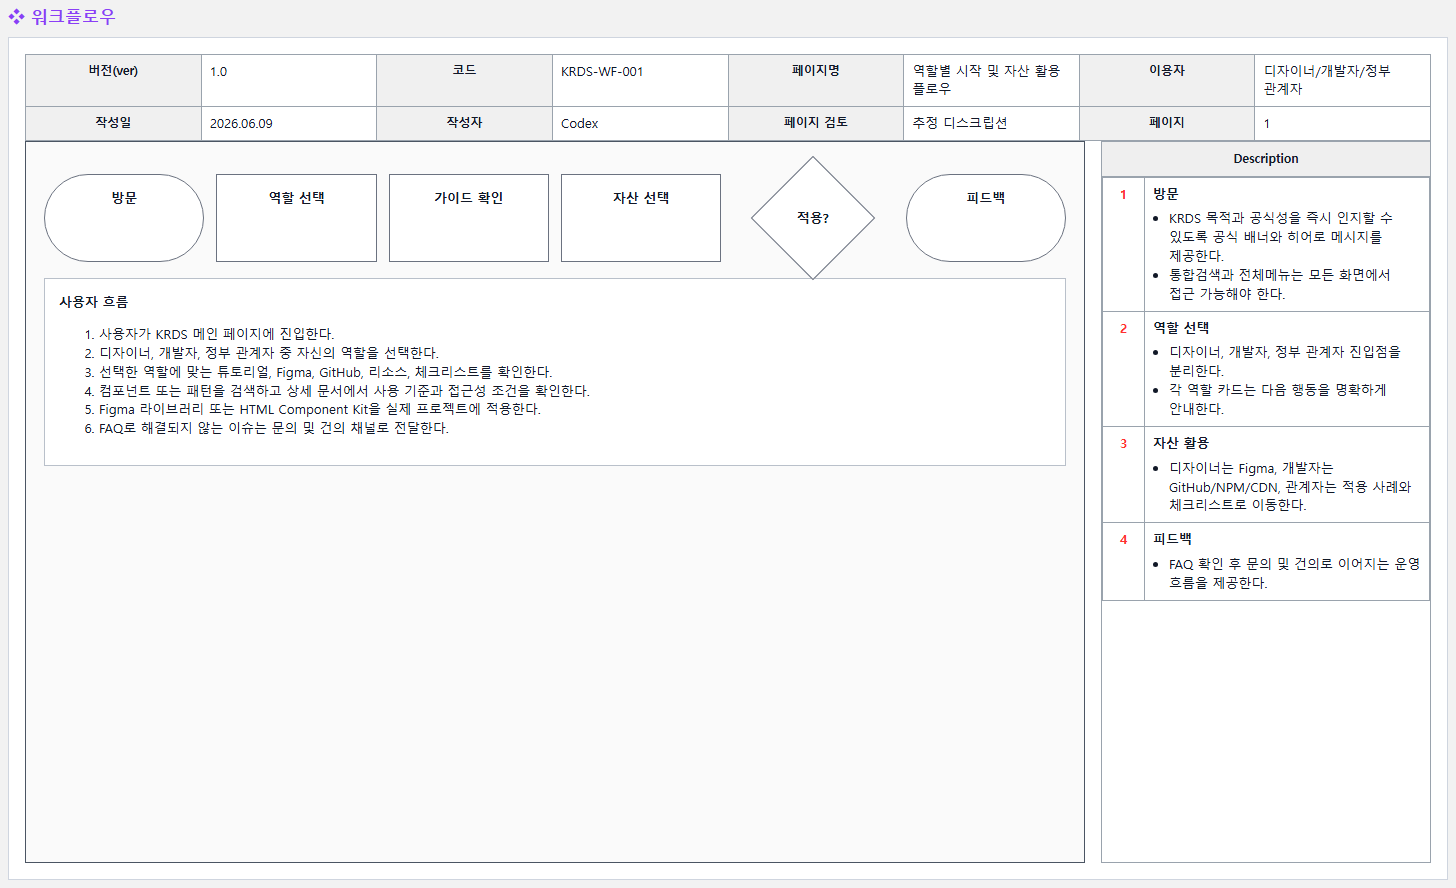 워크플로우
버전(ver) 1.0 코드 KRDS-WF-001 페이지명 역할별 시작 및 자산 활용 플로우 이용자 디자이너/개발자/정부 관계자
작성일 2026.06.09 작성자 Codex 페이지 검토 추정 디스크립션 페이지 1
방문 역할 선택 가이드 확인 자산 선택 적용? 피드백
사용자 흐름
1. 사용자가 KRDS 메인 페이지에 진입한다.
2. 디자이너, 개발자, 정부 관계자 중 자신의 역할을 선택한다.
3. 선택한 역할에 맞는 튜토리얼, Figma, GitHub, 리소스, 체크리스트를 확인한다.
4. 컴포넌트 또는 패턴을 검색하고 상세 문서에서 사용 기준과 접근성 조건을 확인한다.
5. Figma 라이브러리 또는 HTML Component Kit을 실제 프로젝트에 적용한다.
6. FAQ로 해결되지 않는 이슈는 문의 및 건의 채널로 전달한다.
Description
1 방문
• KRDS 목적과 공식성을 즉시 인지할 수
있도록 공식 배너와 히어로 메시지를
제공한다.
• 통합검색과 전체메뉴는 모든 화면에서
접근 가능해야 한다.
2 역할 선택
• 디자이너, 개발자, 정부 관계자 진입점을
분리한다.
• 각 역할 카드는 다음 행동을 명확하게
안내한다.
3 자산 활용
• 디자이너는 Figma, 개발자는
GitHub/NPM/CDN, 관계자는 적용 사례와
체크리스트로 이동한다.
4 피드백
• FAQ 확인 후 문의 및 건의로 이어지는 운영
흐름을 제공한다.